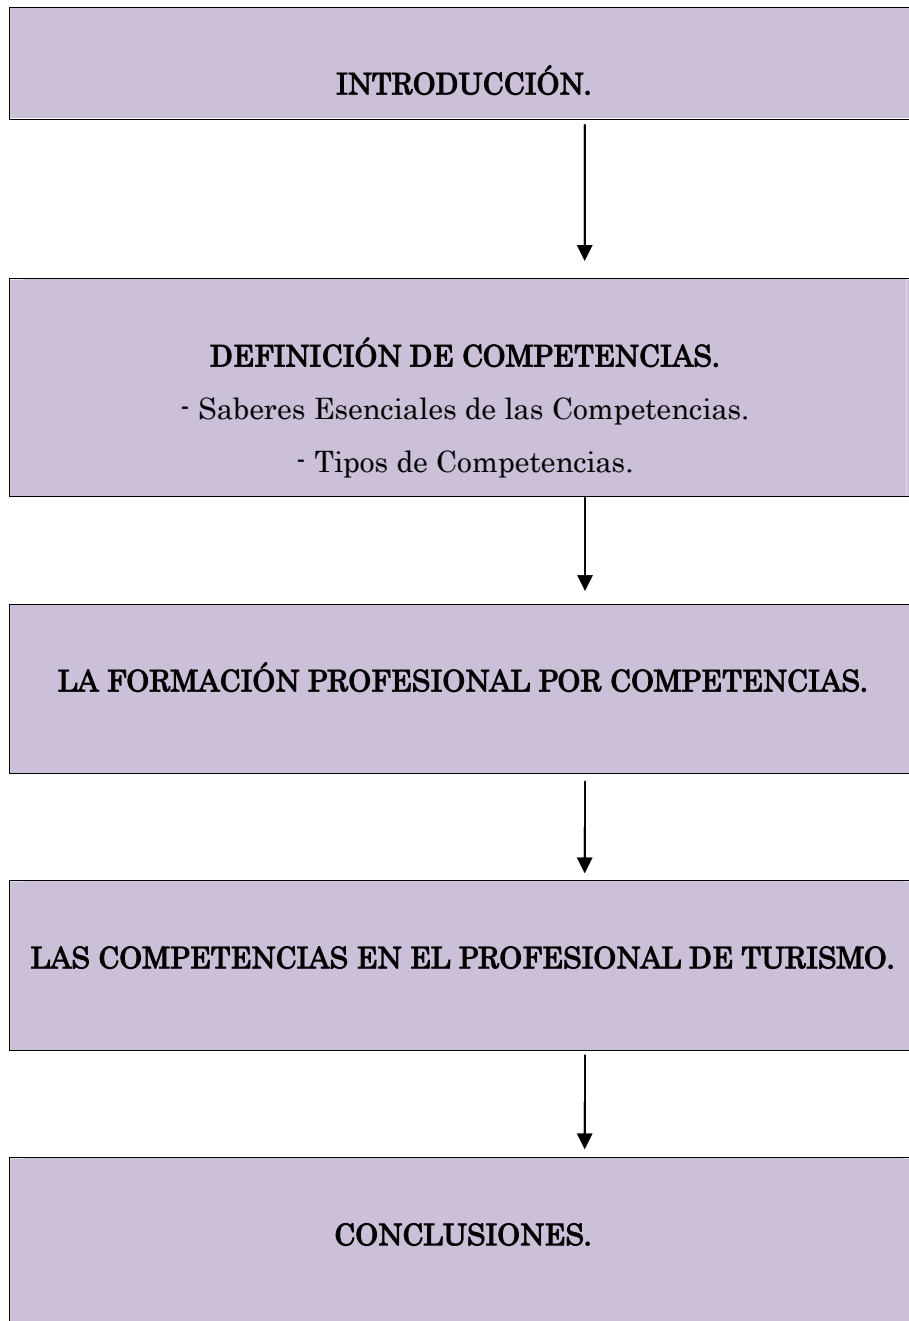 INTRODUCCIÓN.
DEFINICIÓN DE COMPETENCIAS.
- Saberes Esenciales de las Competencias.
- Tipos de Competencias.
LA FORMACIÓN PROFESIONAL POR COMPETENCIAS.
LAS COMPETENCIAS EN EL PROFESIONAL DE TURISMO.
CONCLUSIONES.